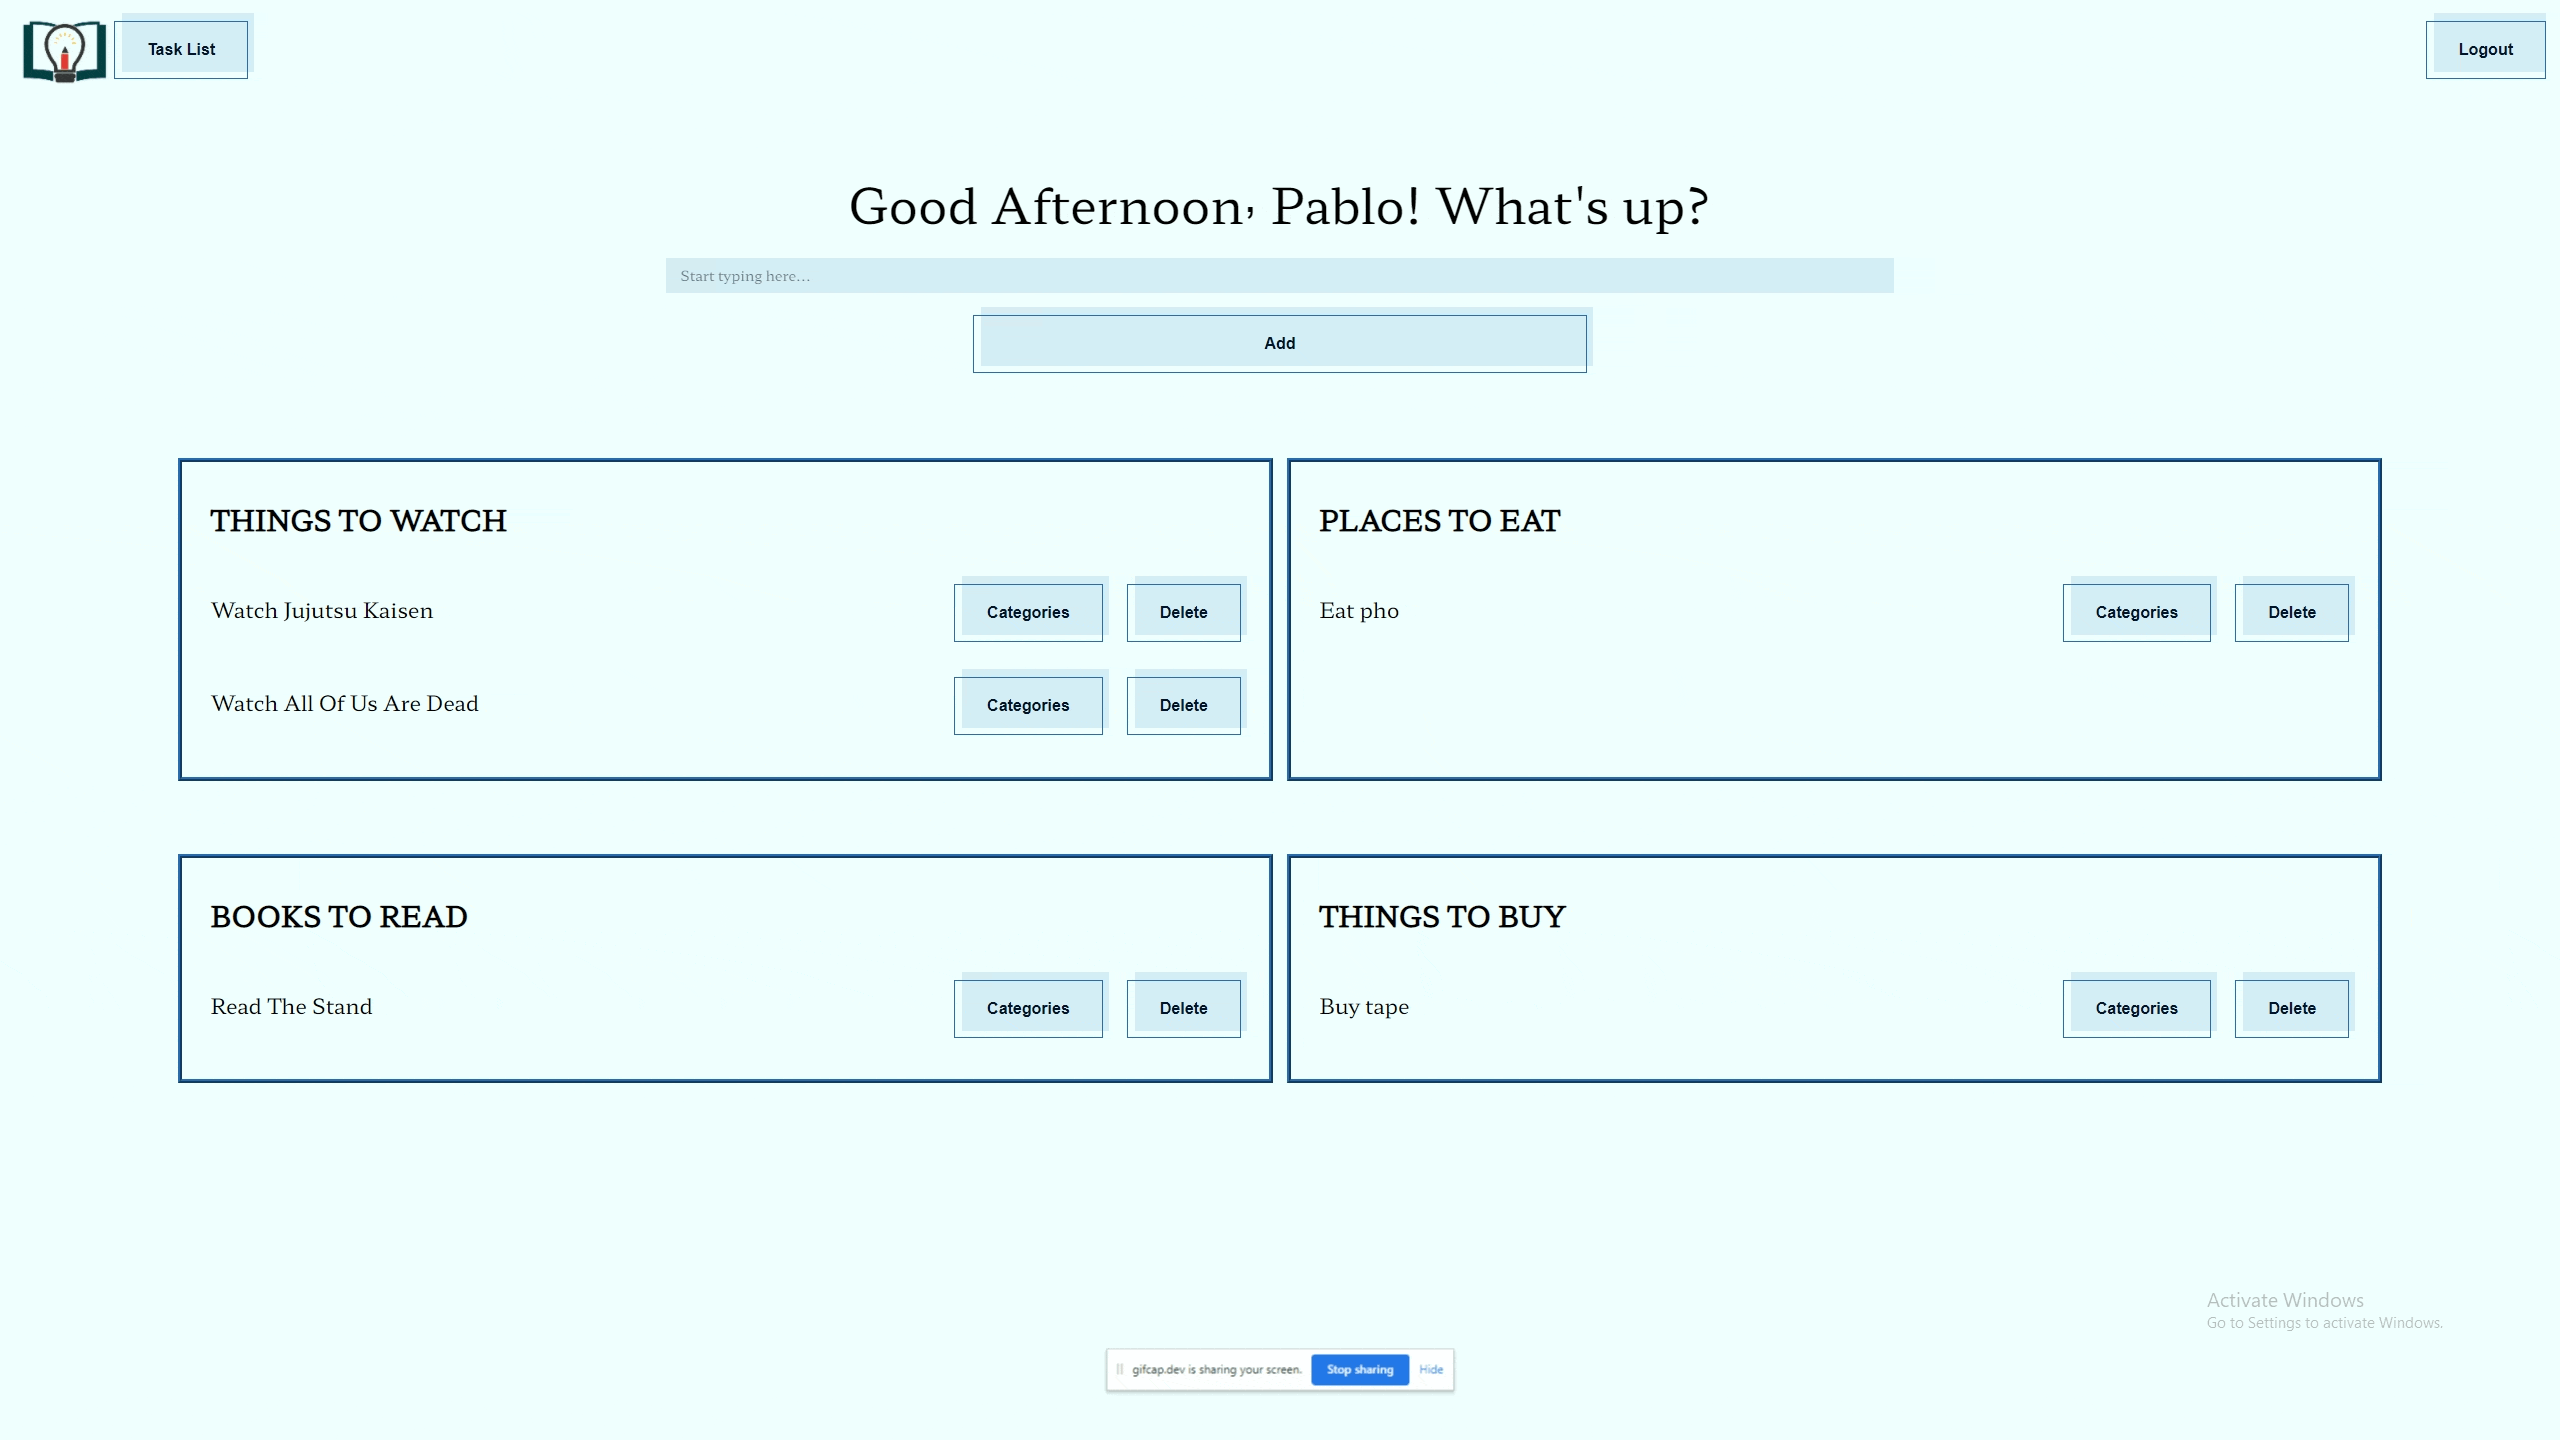 Task List
Logout
Good Afternoon, Pablo! What's up?
Start typing here...
Add
THINGS TO WATCH
Watch Jujutsu Kaisen
Categories
Delete
Watch All Of Us Are Dead
Categories
Delete
PLACES TO EAT
Eat pho
Categories
Delete
BOOKS TO READ
Read The Stand
Categories
Delete
THINGS TO BUY
Buy tape
Categories
Delete
Activate Windows
Go to Settings to activate Windows.
gifcap.dev is sharing your screen.
Stop sharing
Hide